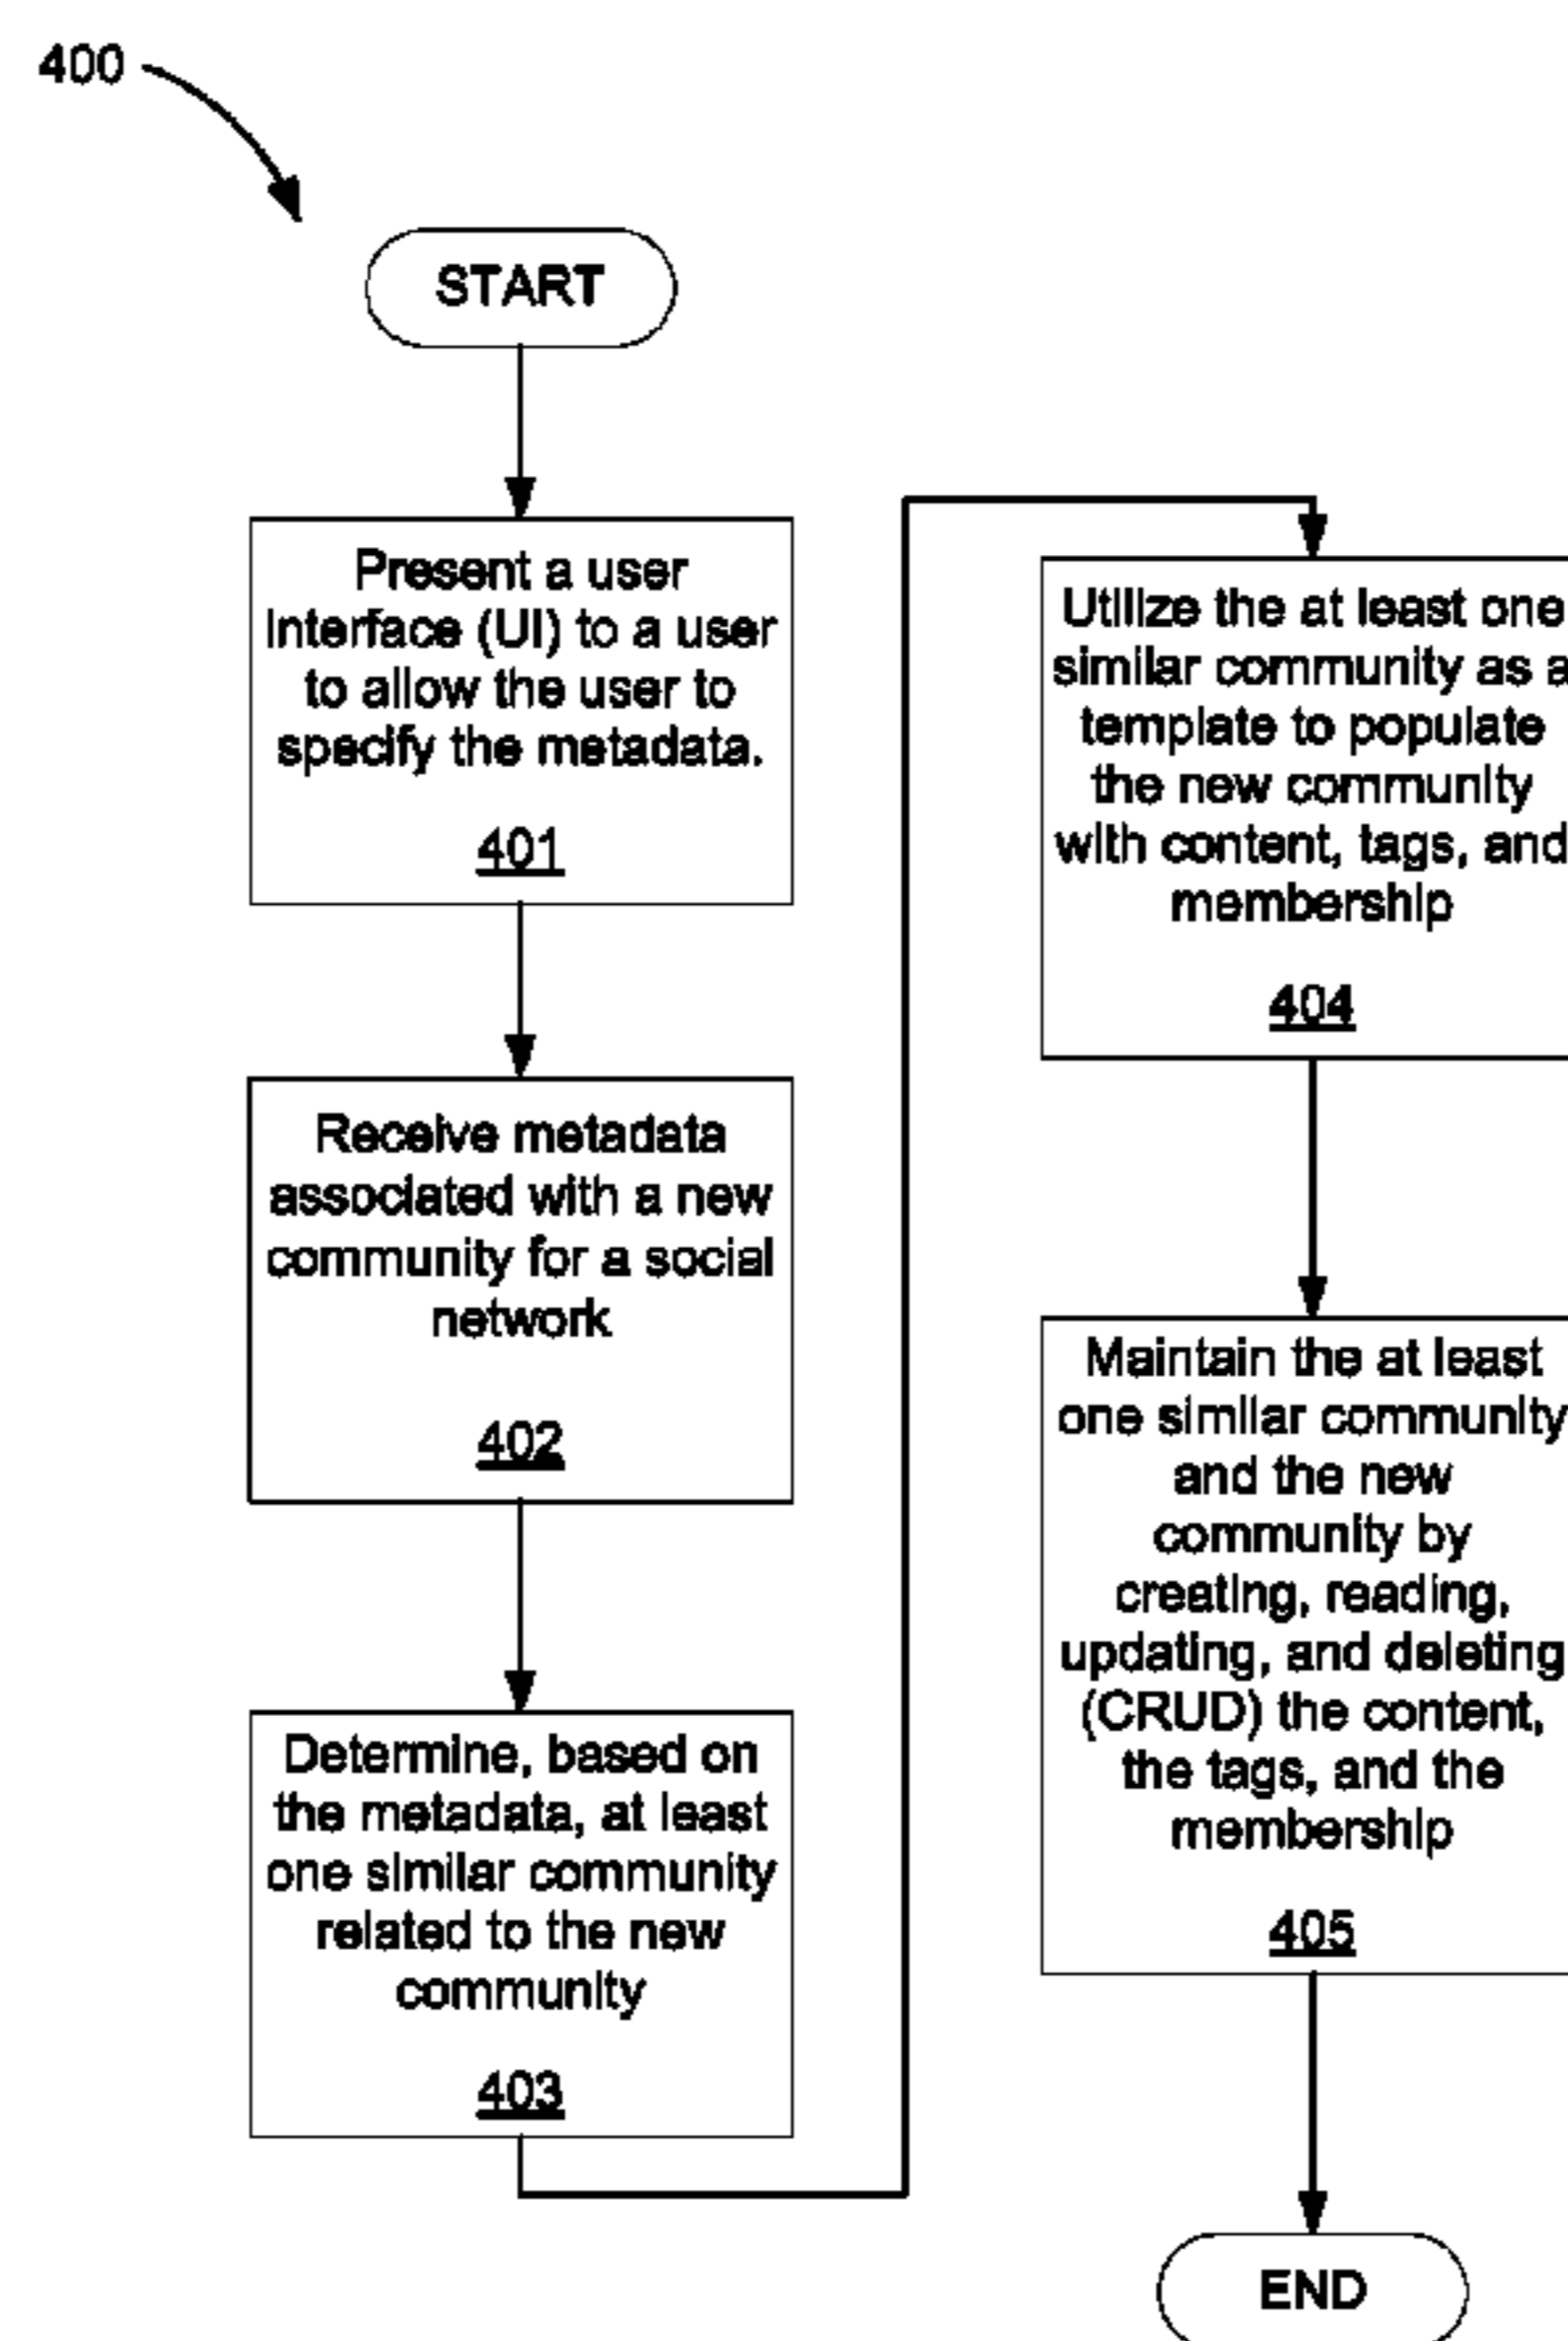 400
START
Present a user
interface (UI) to a user
to allow the user to
specify the metadata.
401
Receive metadata
associated with a new
community for a social
network
402
Determine, based on
the metadata, at least
one similar community
related to the new
community
403
Utilize the at least one
similar community as a
template to populate
the new community
with content, tags, and
membership
404
Maintain the at least
one similar community
and the new
community by
creating, reading,
updating, and deleting
(CRUD) the content,
the tags, and the
membership
405
END